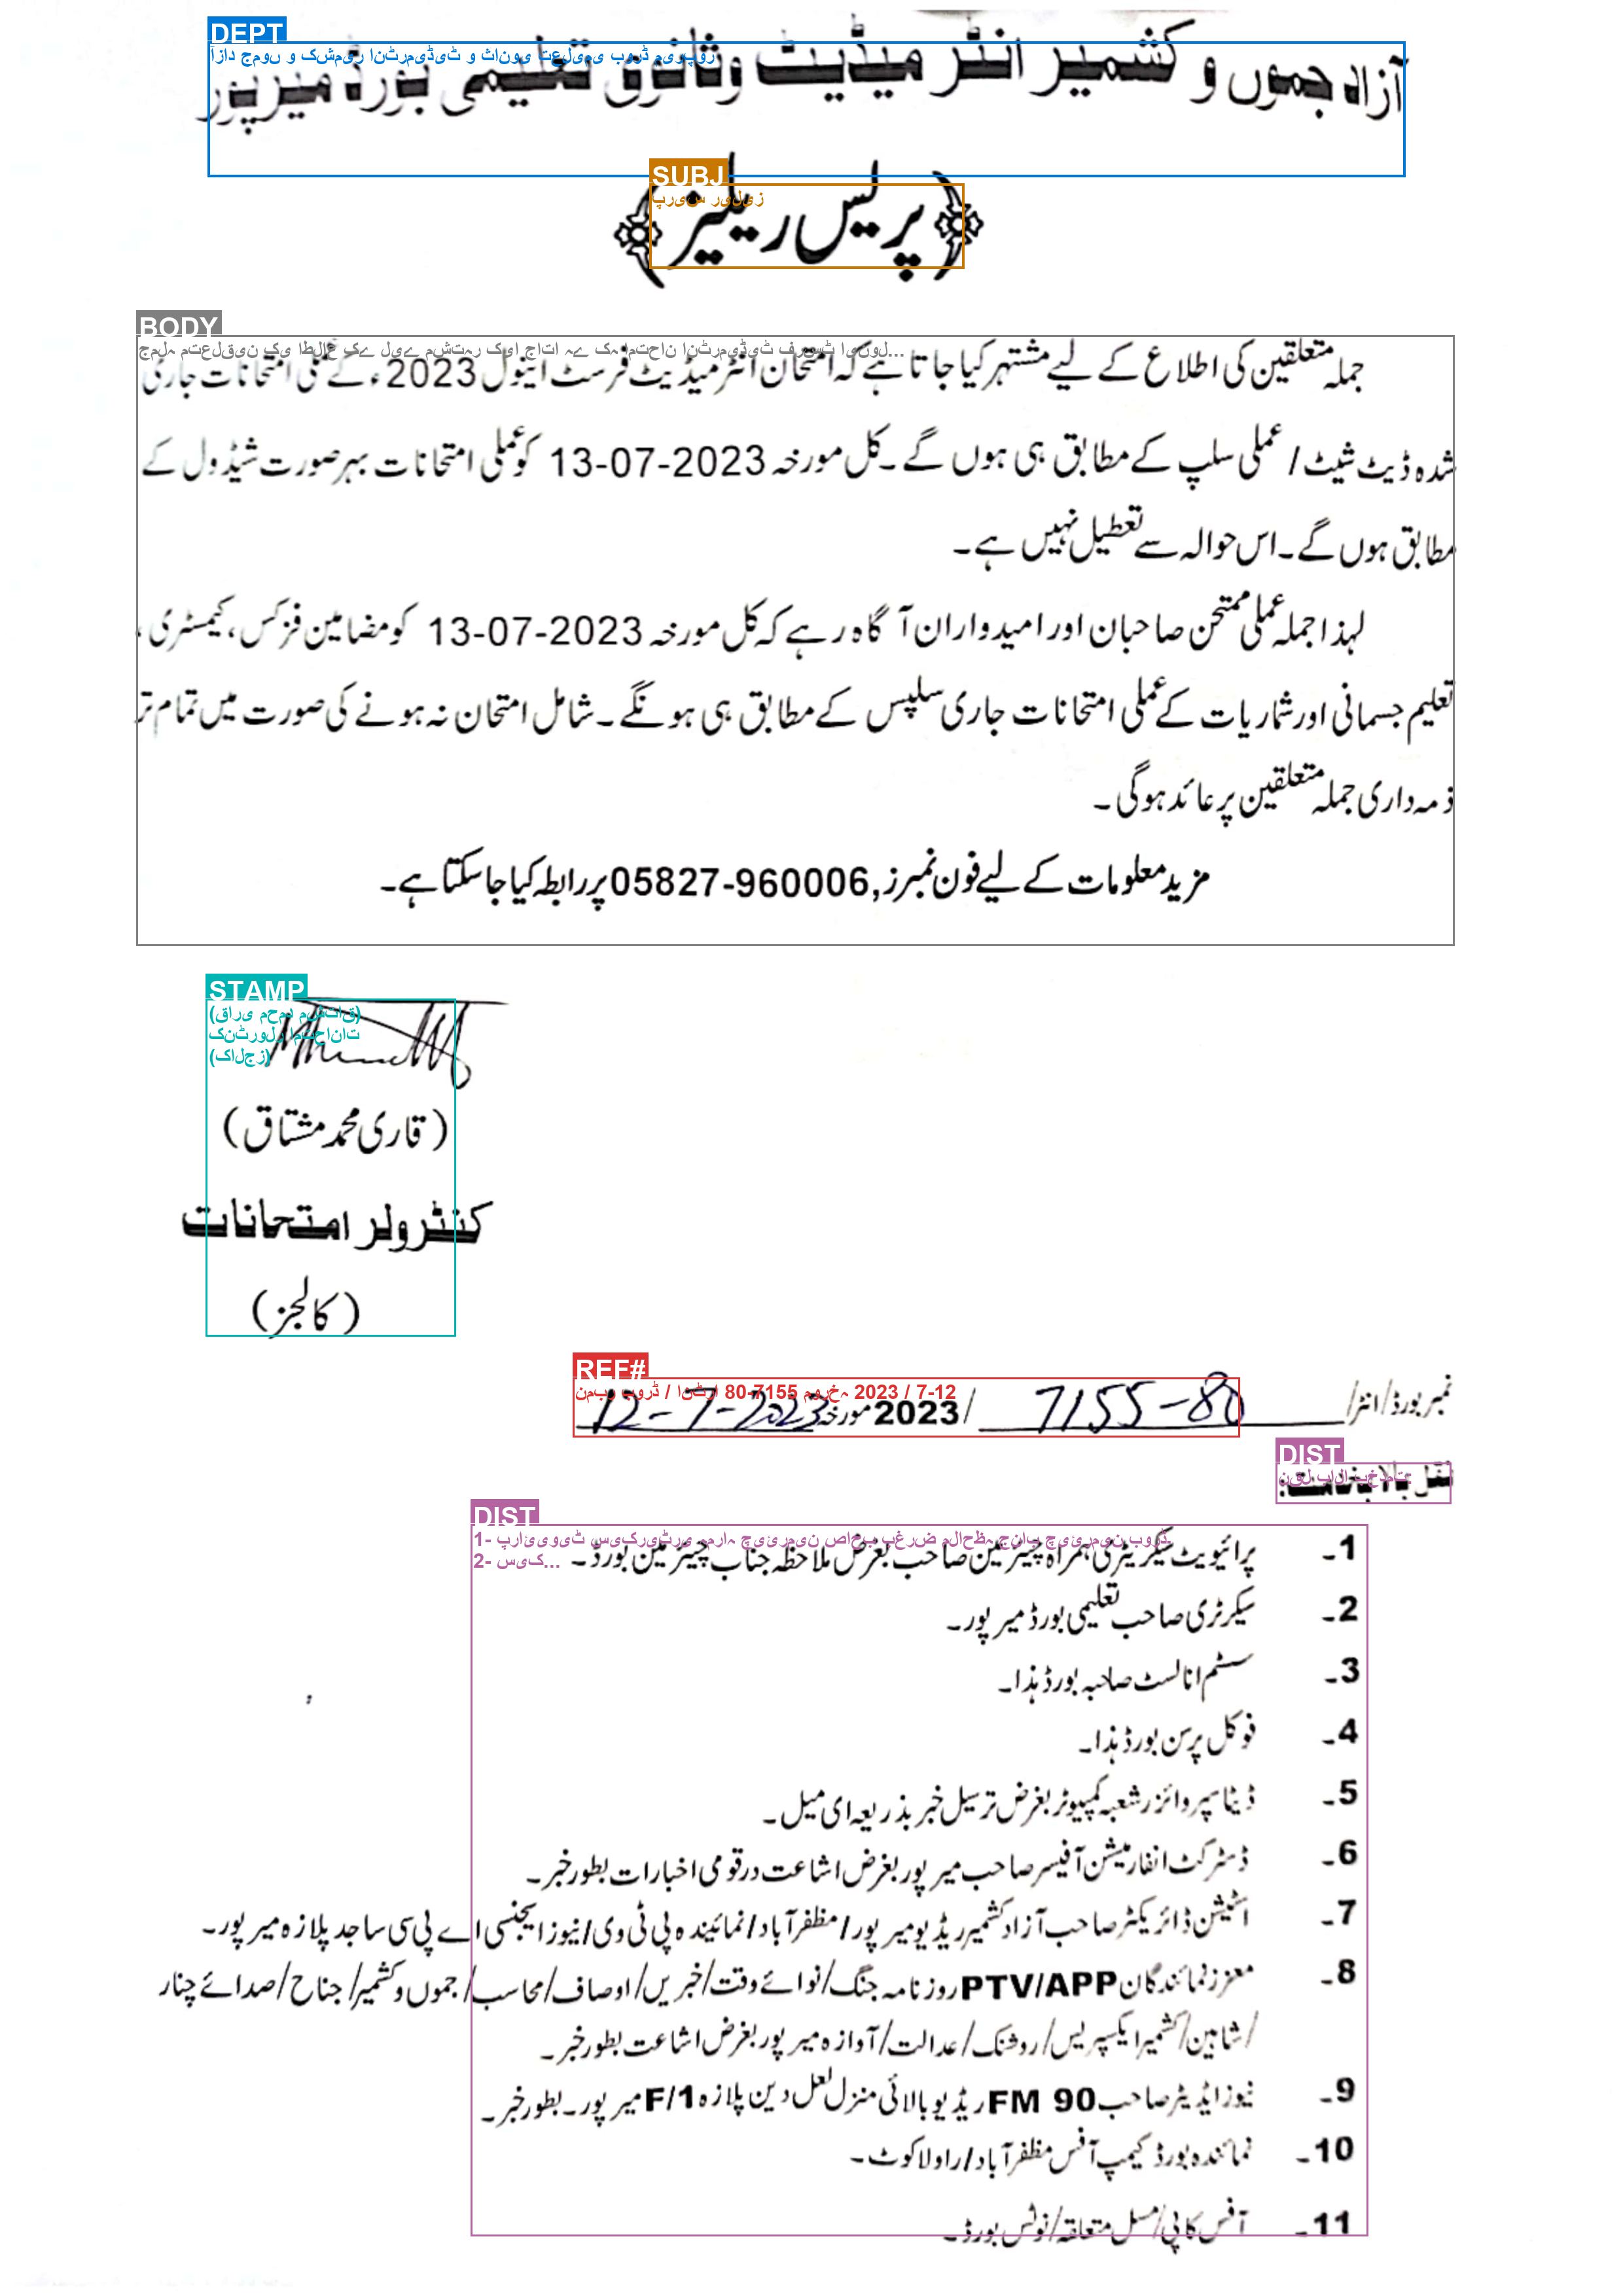 DEPT
آزاد جموں و کشمیر انٹرمیڈیٹ و ثانوی تعلیمی بورڈ میرپور
SUBJ
پریس ریلیز
BODY
جملہ متعلقین کی اطلاع کے لیے مشتہر کیا جاتا ہے کہ امتحان انٹرمیڈیٹ فرسٹ اینول 2023ء کے عملی امتحانات جاری
شدہ ڈیٹ شیٹ / عملی سلپ کے مطابق ہی ہوں گے۔ کل مورخہ 13-07-2023 کو عملی امتحانات بہر صورت شیڈول کے
مطابق ہوں گے۔ اس حوالہ سے تعطیل نہیں ہے۔
لہذا جملہ عملی ممتحن صاحبان اور امیدواران آگاہ رہے کہ کل مورخہ 13-07-2023 کو مضامین فزکس، کیمسٹری،
تعلیم جسمانی اور شماریات کے عملی امتحانات جاری سلپس کے مطابق ہی ہونگے۔ شامل امتحان نہ ہونے کی صورت میں تمام تر
ذمہ داری جملہ متعلقین پر عائد ہوگی۔
مزید معلومات کے لیے فون نمبرز,05827-960006 پر رابطہ کیا جاسکتا ہے۔
STAMP
(قاری محمد مشتاق)
کنٹرولر امتحانات
(کالجز)
REF#
نمبر بورڈ/انٹر/ 7155-80 /2023 مورخہ 12-7-2023
DIST
نقل بالا بخدمت:
DIST
1۔ پرائیویٹ سیکریٹری ہمراہ چیئرمین صاحب بغرض ملاحظہ جناب چیئرمین بورڈ۔
2۔ سیکرٹری صاحب تعلیمی بورڈ میرپور۔
3۔ سسٹم انالسٹ صاحبہ بورڈ ہذا۔
4۔ فوکل پرسن بورڈ ہذا۔
5۔ ڈیٹا سپروائزر شعبہ کمپیوٹر بغرض ترسیل خبر بذریعہ ای میل۔
6۔ ڈسٹرکٹ انفارمیشن آفیسر صاحب میرپور بغرض اشاعت در قومی اخبارات بطور خبر۔
7۔ اسٹیشن ڈائریکٹر صاحب آزاد کشمیر ریڈیو میرپور/مظفرآباد/نمائیندہ پی ٹی وی/نیوز ایجنسی اے پی سی ساجد پلازہ میرپور۔
8۔ معزز نمائندگان PTV/APP روزنامہ جنگ/نوائے وقت/خبریں/اوصاف/محاسب/جموں و کشمیر/جناح/صدائے چنار
/شاہین/کشمیر ایکسپریس/روشنک/عدالت/آوازہ میرپور بغرض اشاعت بطور خبر۔
9۔ نیوز ایڈیٹر صاحب FM 90 ریڈیو بالائی منزل لعل دین پلازہ F/1 میرپور۔ بطور خبر۔
10۔ نمائندہ بورڈ کیمپ آفس مظفرآباد/راولاکوٹ۔
11۔ آفس کاپی/مسل متعلقہ/نوٹس بورڈ۔